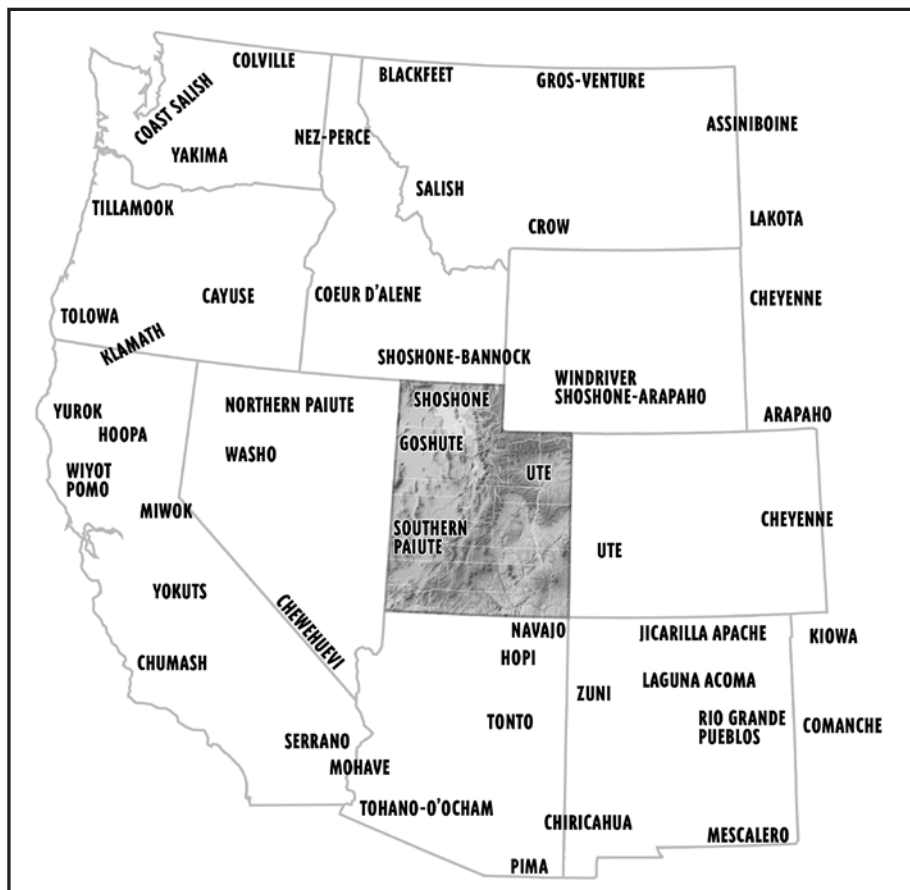 COLVILLE
BLACKFEET
GROS-VENTURE
COAST SALISH
ASSINIBOINE
NEZ-PERCE
YAKIMA
SALISH
TILLAMOOK
LAKOTA
CROW
CAYUSE
COEUR D'ALENE
CHEYENNE
TOLOWA
KLAMATH
SHOSHONE-BANNOCK
WINDRIVER
SHOSHONE-ARAPAHO
SHOSHONE
NORTHERN PAIUTE
YUROK
ARAPAHO
HOOPA
GOSHUTE
WASHO
WIYOT
POMO
UTE
MIWOK
CHEYENNE
SOUTHERN
PAIUTE
UTE
YOKUTS
CHEWEHUEVI
NAVAJO
JICARILLA APACHE
KIOWA
HOPI
CHUMASH
LAGUNA ACOMA
ZUNI
RIO GRANDE
PUEBLOS
TONTO
COMANCHE
SERRANO
MOHAVE
TOHANO-O'OCHAM
CHIRICAHUA
MESCALERO
PIMA